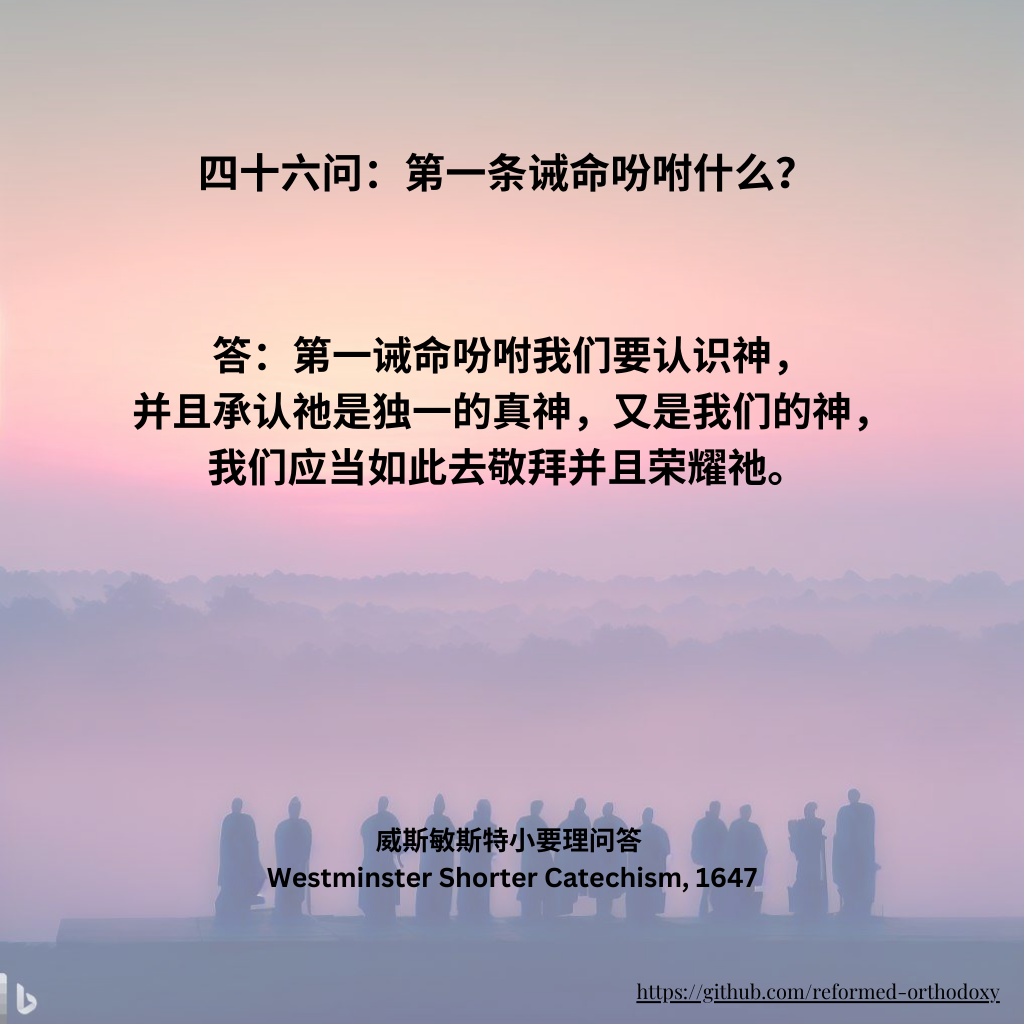 四十六问：第一条诫命吩咐什么？
答：第一诫命吩咐我们要认识神，
并且承认祂是独一的真神，又是我们的神，
我们应当如此去敬拜并且荣耀祂。
威斯敏斯特小要理问答
Westminster Shorter Catechism, 1647
https://github.com/reformed-orthodoxy